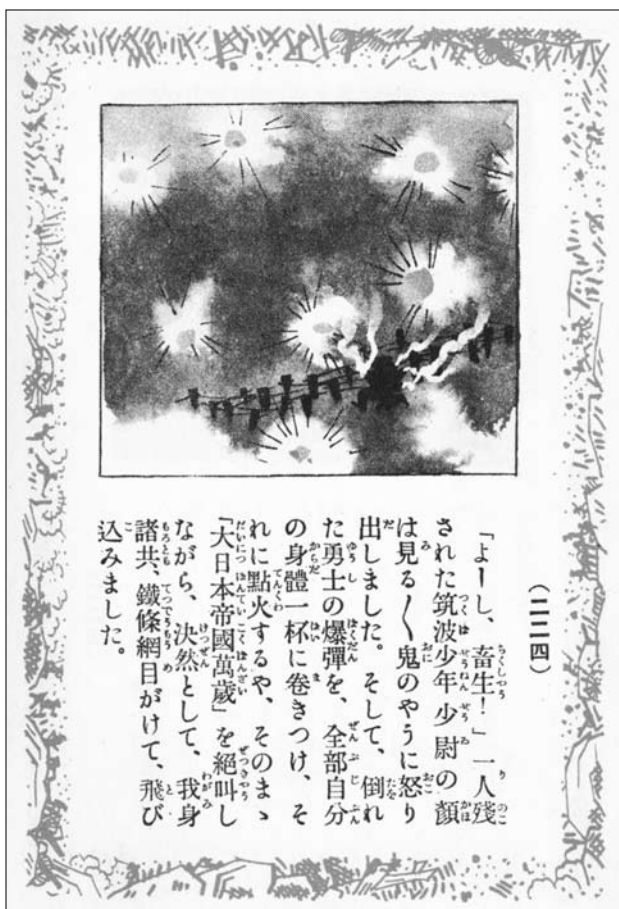 (二二四)
「よーし、畜生!」一人殘
された筑波少年少尉の顏
は見る〱鬼のやうに怒り
出しました。そして、倒れ
た勇士の爆彈を、全部自分
の身體一杯に卷きつけ、そ
れに點火するや、そのまゝ
「大日本帝國萬歲」を絕叫し
ながら、決然として、我身
諸共、鐵條網目がけて、飛び
込みました。